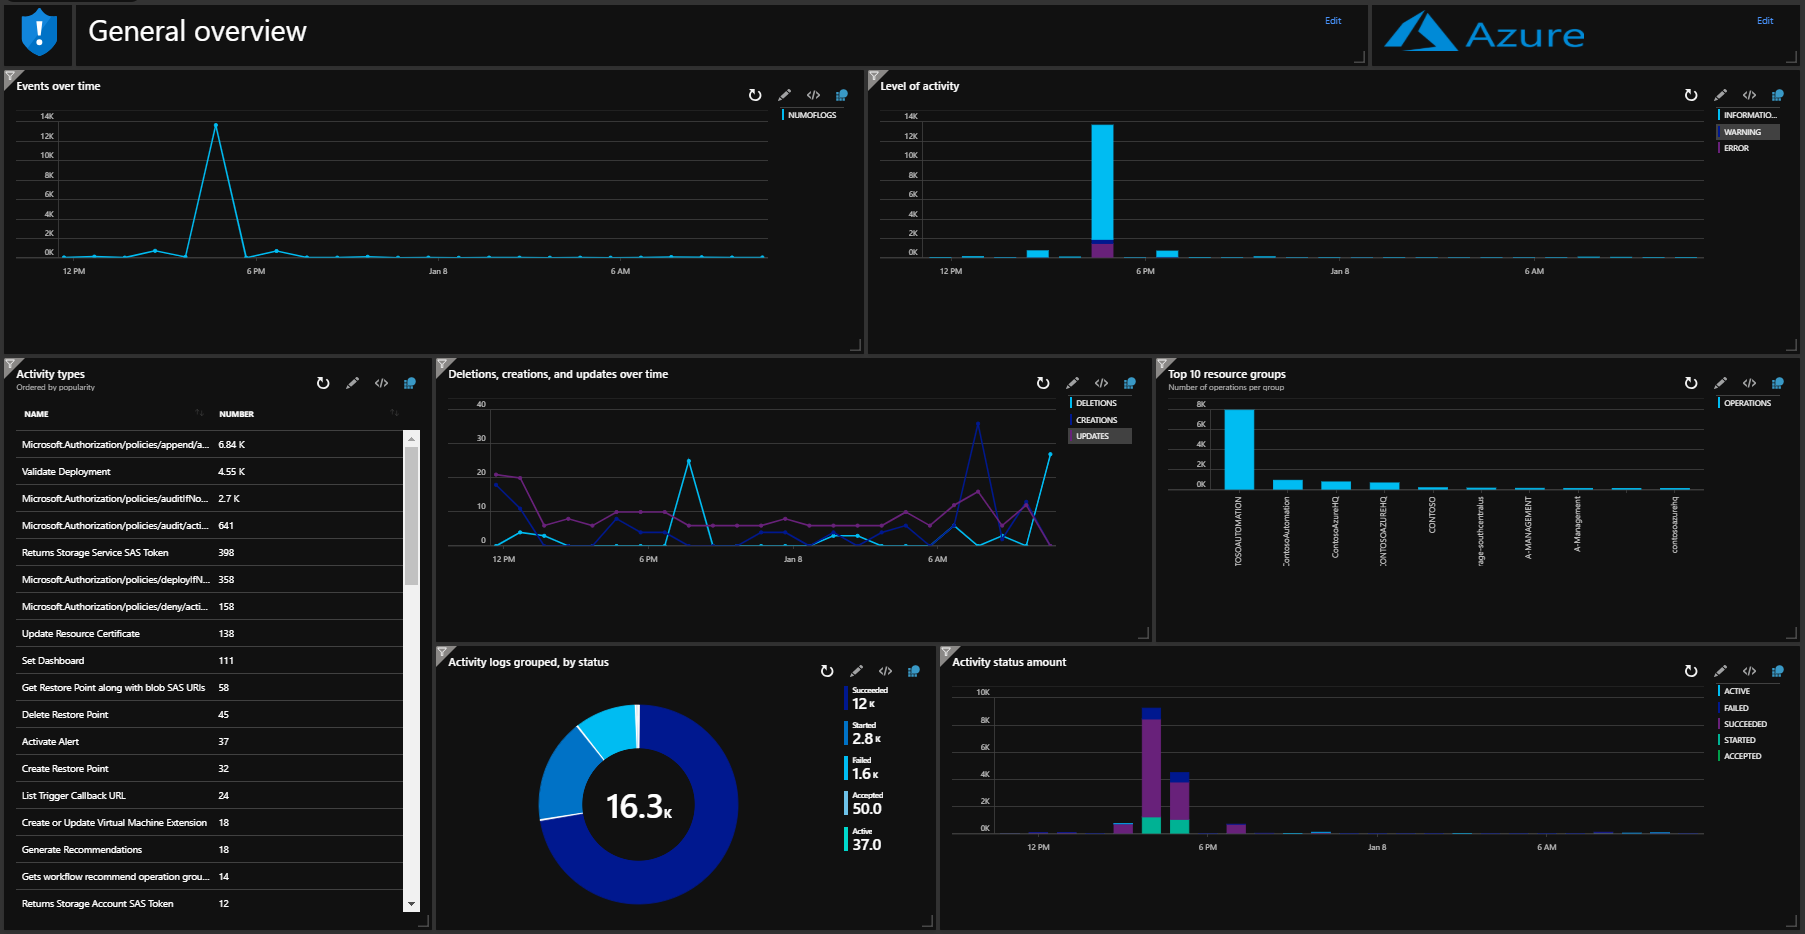 General overview
Edit
Azure
Edit
Events over time
NUMOFLOGS
14K
12K
10K
8K
6K
4K
2K
0K
12 PM
6 PM
Jan 8
6 AM
Level of activity
INFORMATIO...
WARNING
ERROR
14K
12K
10K
8K
6K
4K
2K
0K
12 PM
6 PM
Jan 8
6 AM
Activity types
Ordered by popularity
NAME NUMBER
Microsoft.Authorization/policies/append/a... 6.84 K
Validate Deployment 4.55 K
Microsoft.Authorization/policies/auditIfNo... 2.7 K
Microsoft.Authorization/policies/audit/acti... 641
Returns Storage Service SAS Token 398
Microsoft.Authorization/policies/deployIfN... 358
Microsoft.Authorization/policies/deny/acti... 158
Update Resource Certificate 138
Set Dashboard 111
Get Restore Point along with blob SAS URIs 58
Delete Restore Point 45
Activate Alert 37
Create Restore Point 32
List Trigger Callback URL 24
Create or Update Virtual Machine Extension 18
Generate Recommendations 18
Gets workflow recommend operation grou... 14
Returns Storage Account SAS Token 12
Deletions, creations, and updates over time
DELETIONS
CREATIONS
UPDATES
40
30
20
10
0
12 PM
6 PM
Jan 8
6 AM
Top 10 resource groups
Number of operations per group
OPERATIONS
8K
6K
4K
2K
0K
TOSOAUTOMATION
ContosoAutomation
ContosoAzureHQ
CONTOSOAZUREHQ
CONTOSO
rage-southcentralus
A-MANAGEMENT
A-Management
contosoazurehq
Activity logs grouped, by status
16.3K
Succeeded
12 K
Started
2.8 K
Failed
1.6 K
Accepted
50.0
Active
37.0
Activity status amount
ACTIVE
FAILED
SUCCEEDED
STARTED
ACCEPTED
10K
8K
6K
4K
2K
0K
12 PM
6 PM
Jan 8
6 AM